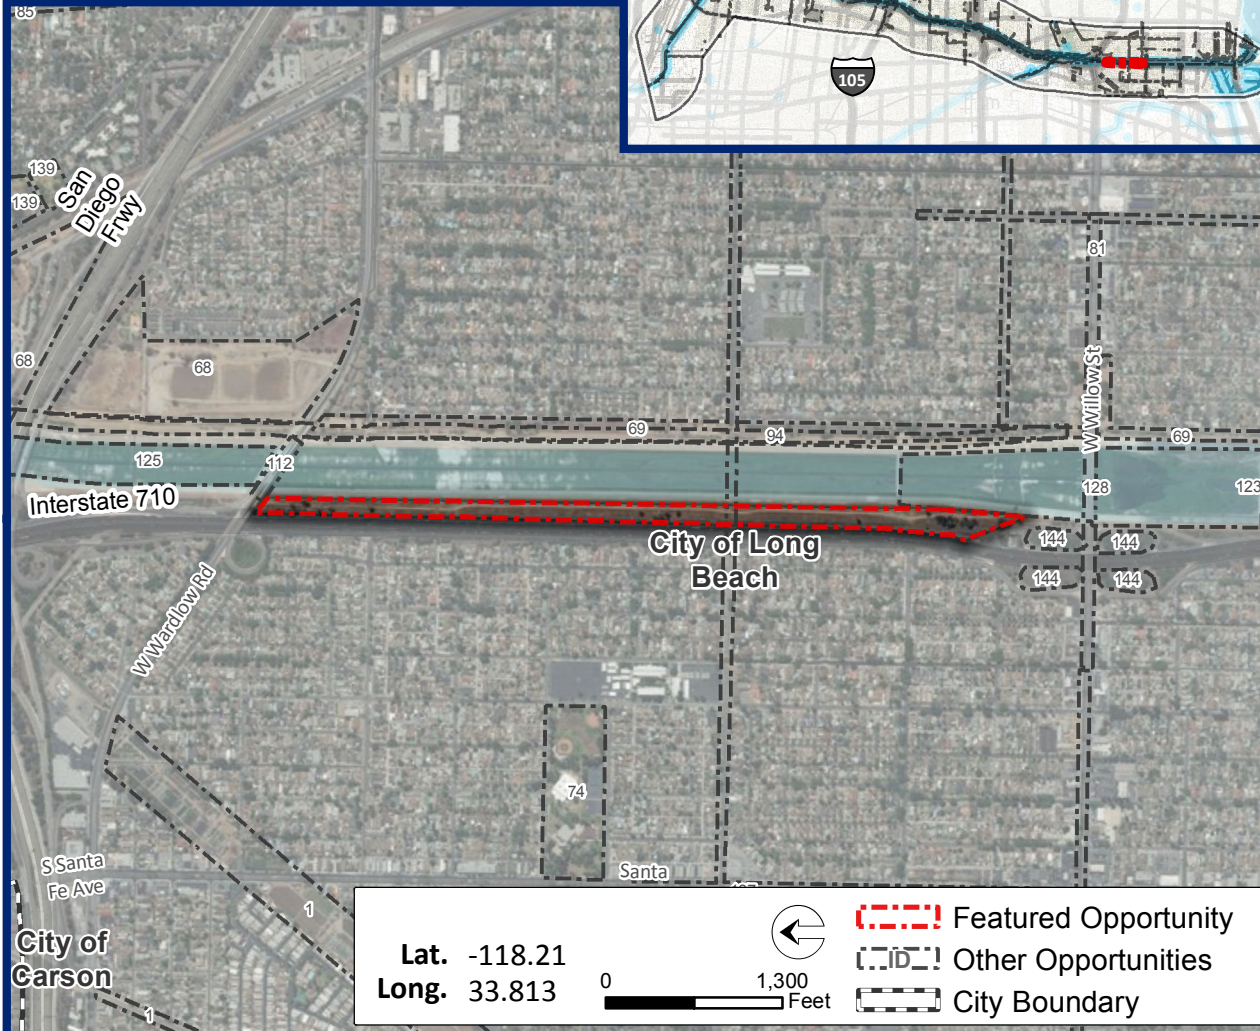 85
105
139
139
San
Diego
Frwy
81
68
68
W Willow St
69
94
69
125
112
Interstate 710
128
123
City of Long
Beach
144
144
144
144
W Wardlow Rd
74
S Santa
Fe Ave
Santa
1
City of
Carson
1
Lat. -118.21
Long. 33.813
0 1,300
Feet
Featured Opportunity
ID Other Opportunities
City Boundary